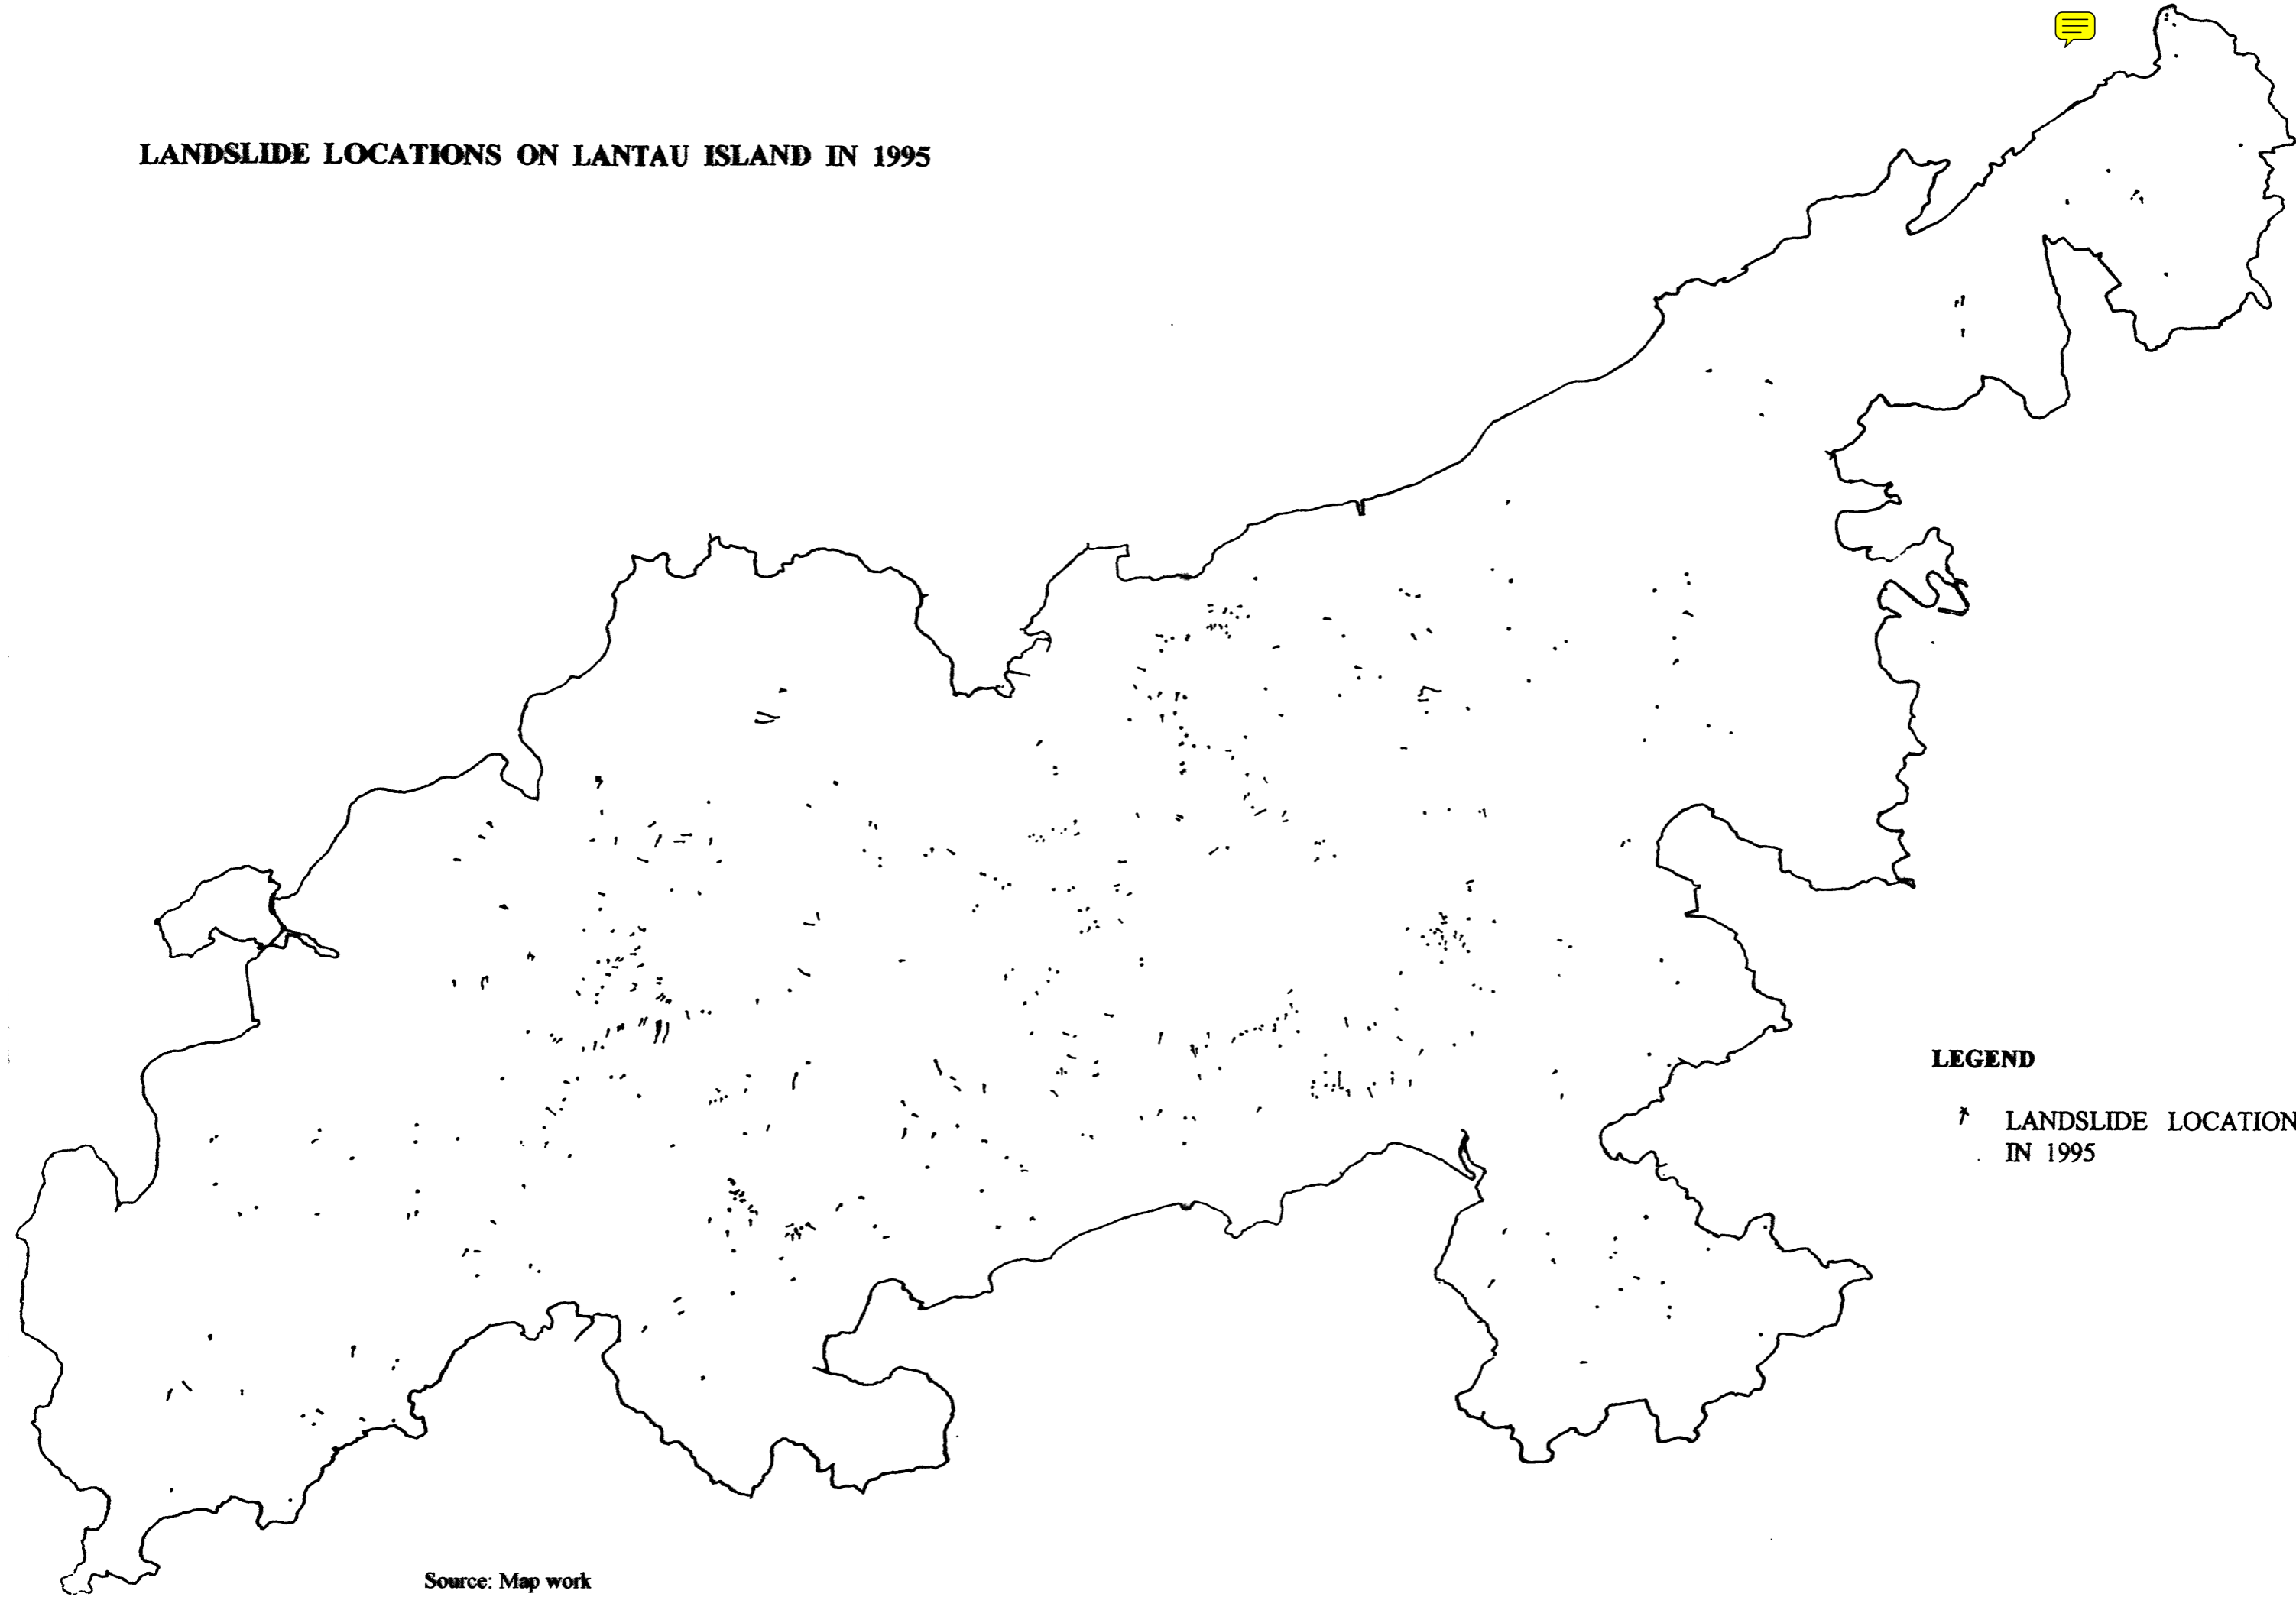 LANDSLIDE LOCATIONS ON LANTAU ISLAND IN 1995
LEGEND
LANDSLIDE LOCATION
IN 1995
Source: Map work